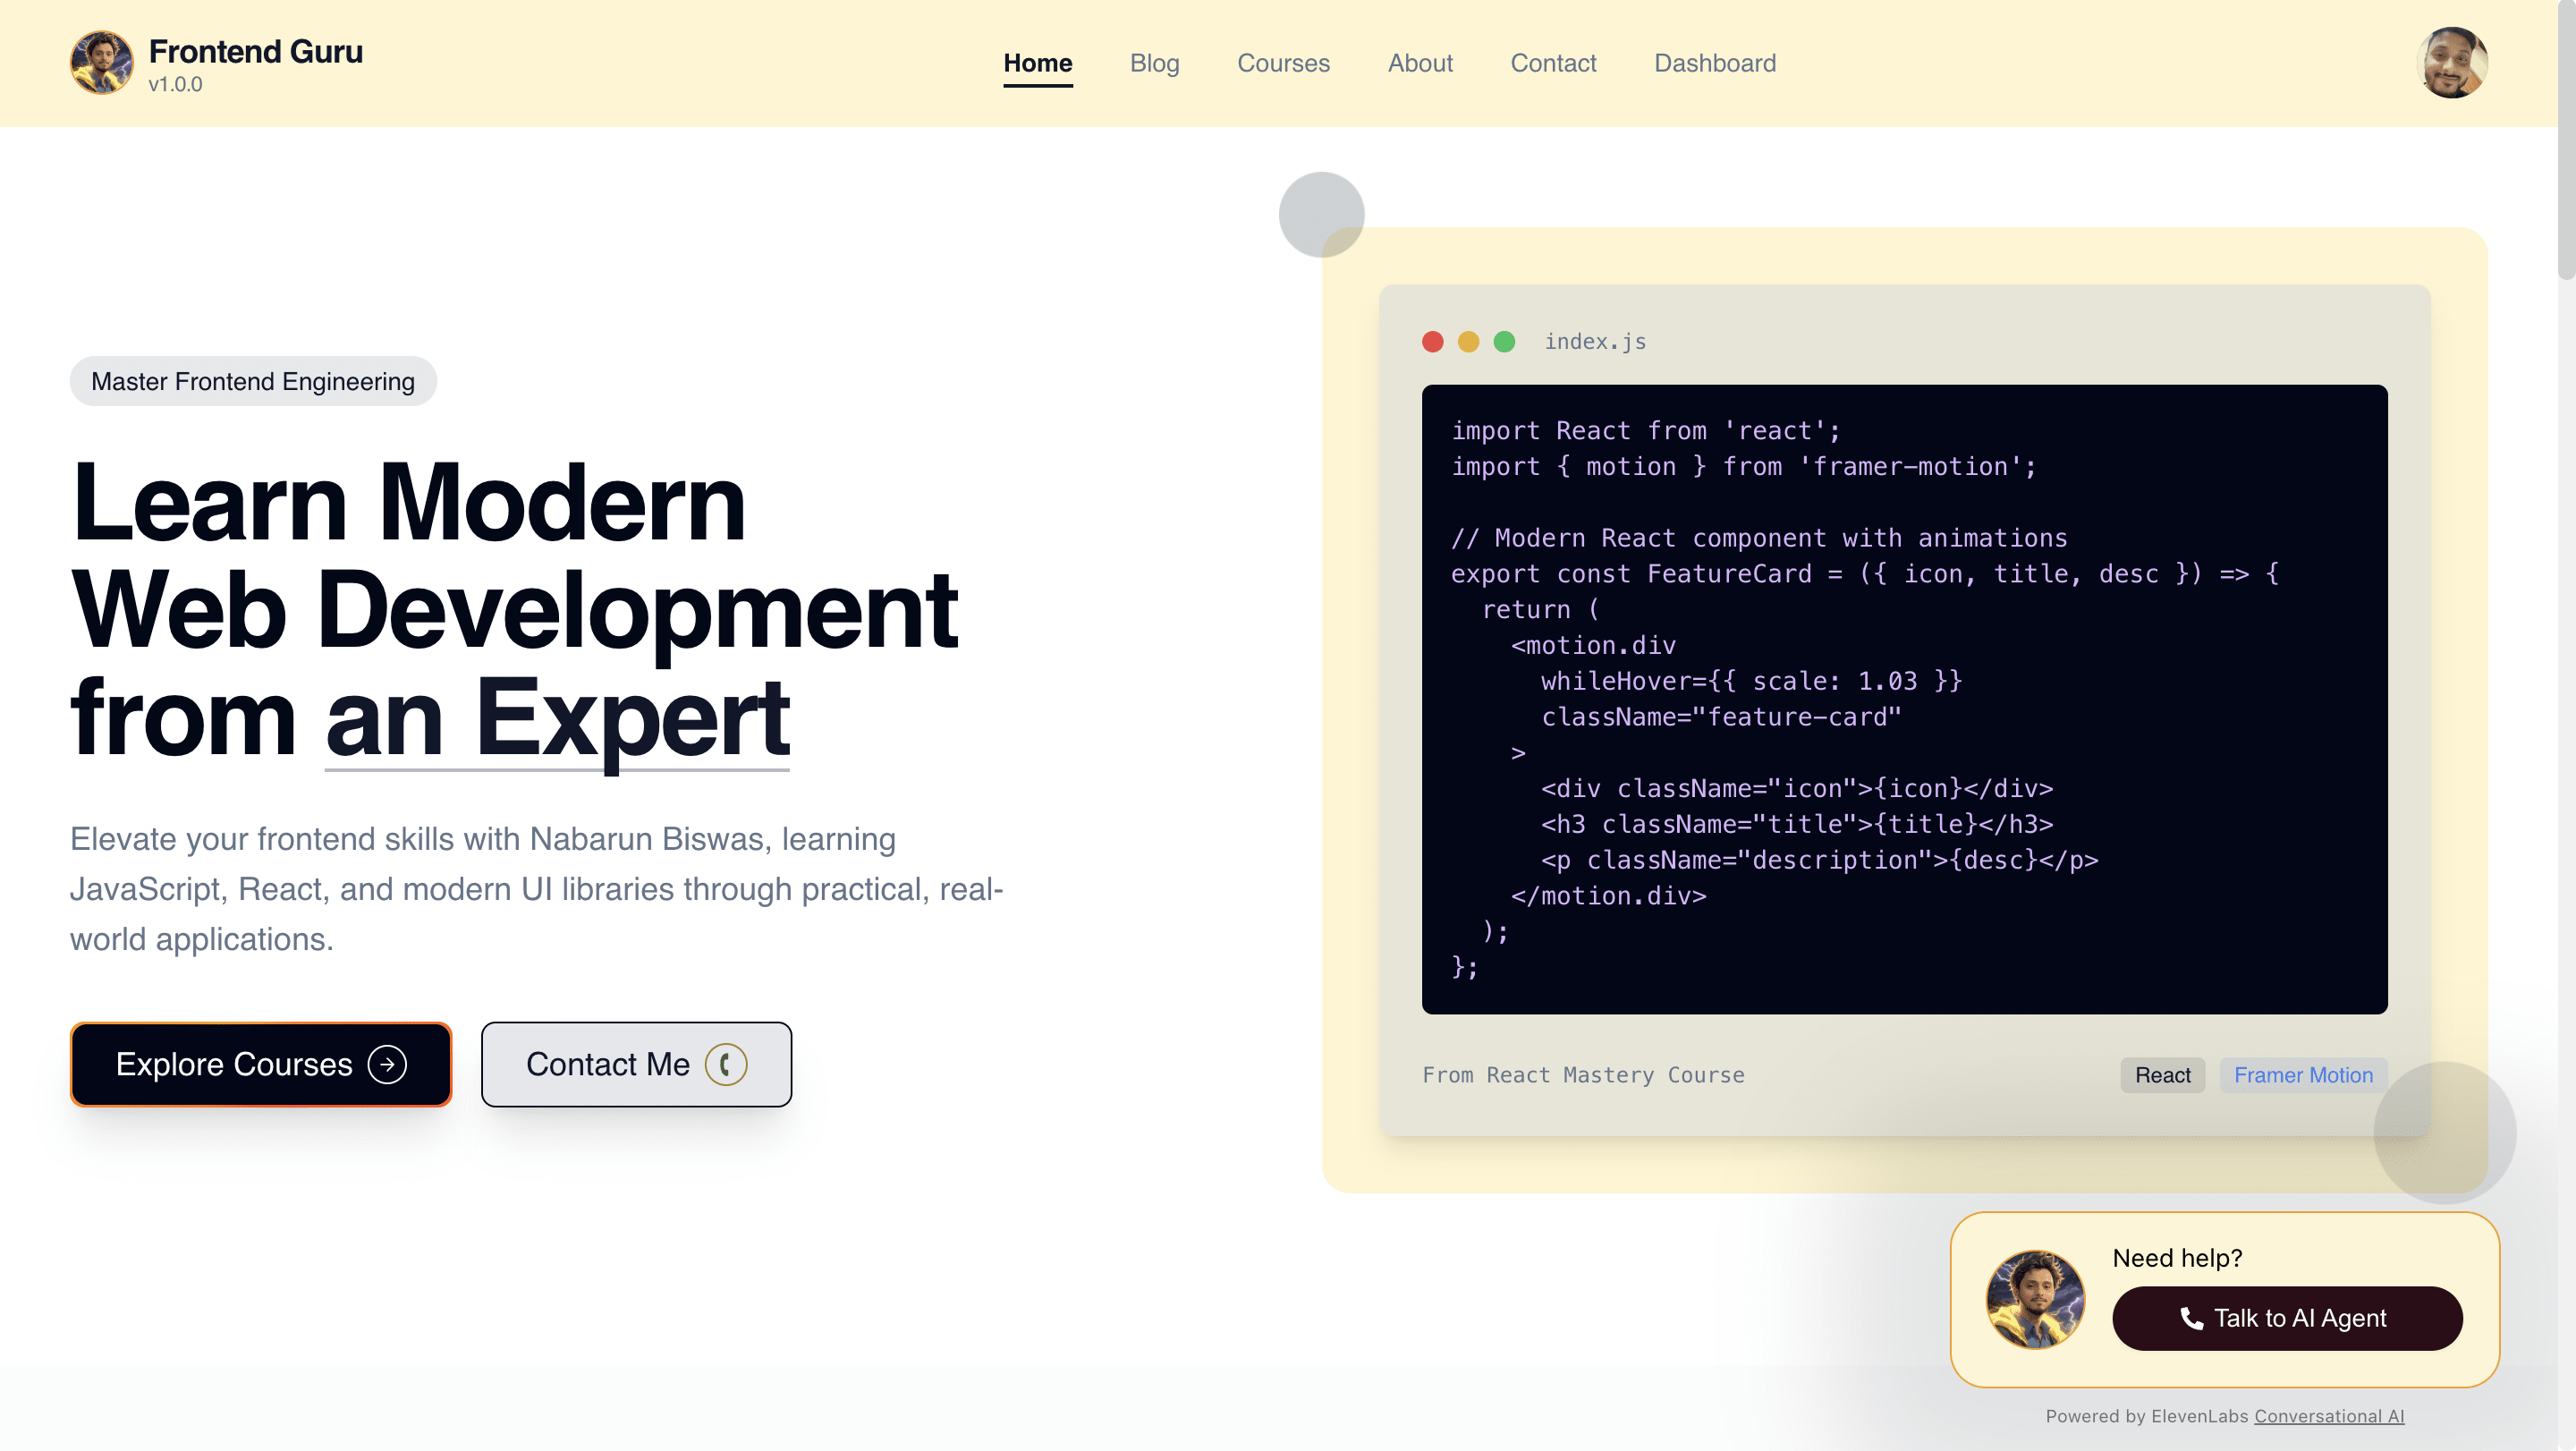 Frontend Guru
v1.0.0
Home
Blog
Courses
About
Contact
Dashboard
Master Frontend Engineering
Learn Modern
Web Development
from an Expert
Elevate your frontend skills with Nabarun Biswas, learning
JavaScript, React, and modern UI libraries through practical, real-
world applications.
Explore Courses
Contact Me
index.js
import React from 'react';
import { motion } from 'framer-motion';

// Modern React component with animations
export const FeatureCard = ({ icon, title, desc }) => {
  return (
    <motion.div
      whileHover={{ scale: 1.03 }}
      className="feature-card"
    >
      <div className="icon">{icon}</div>
      <h3 className="title">{title}</h3>
      <p className="description">{desc}</p>
    </motion.div>
  );
};
From React Mastery Course
React
Framer Motion
Need help?
Talk to AI Agent
Powered by ElevenLabs Conversational AI